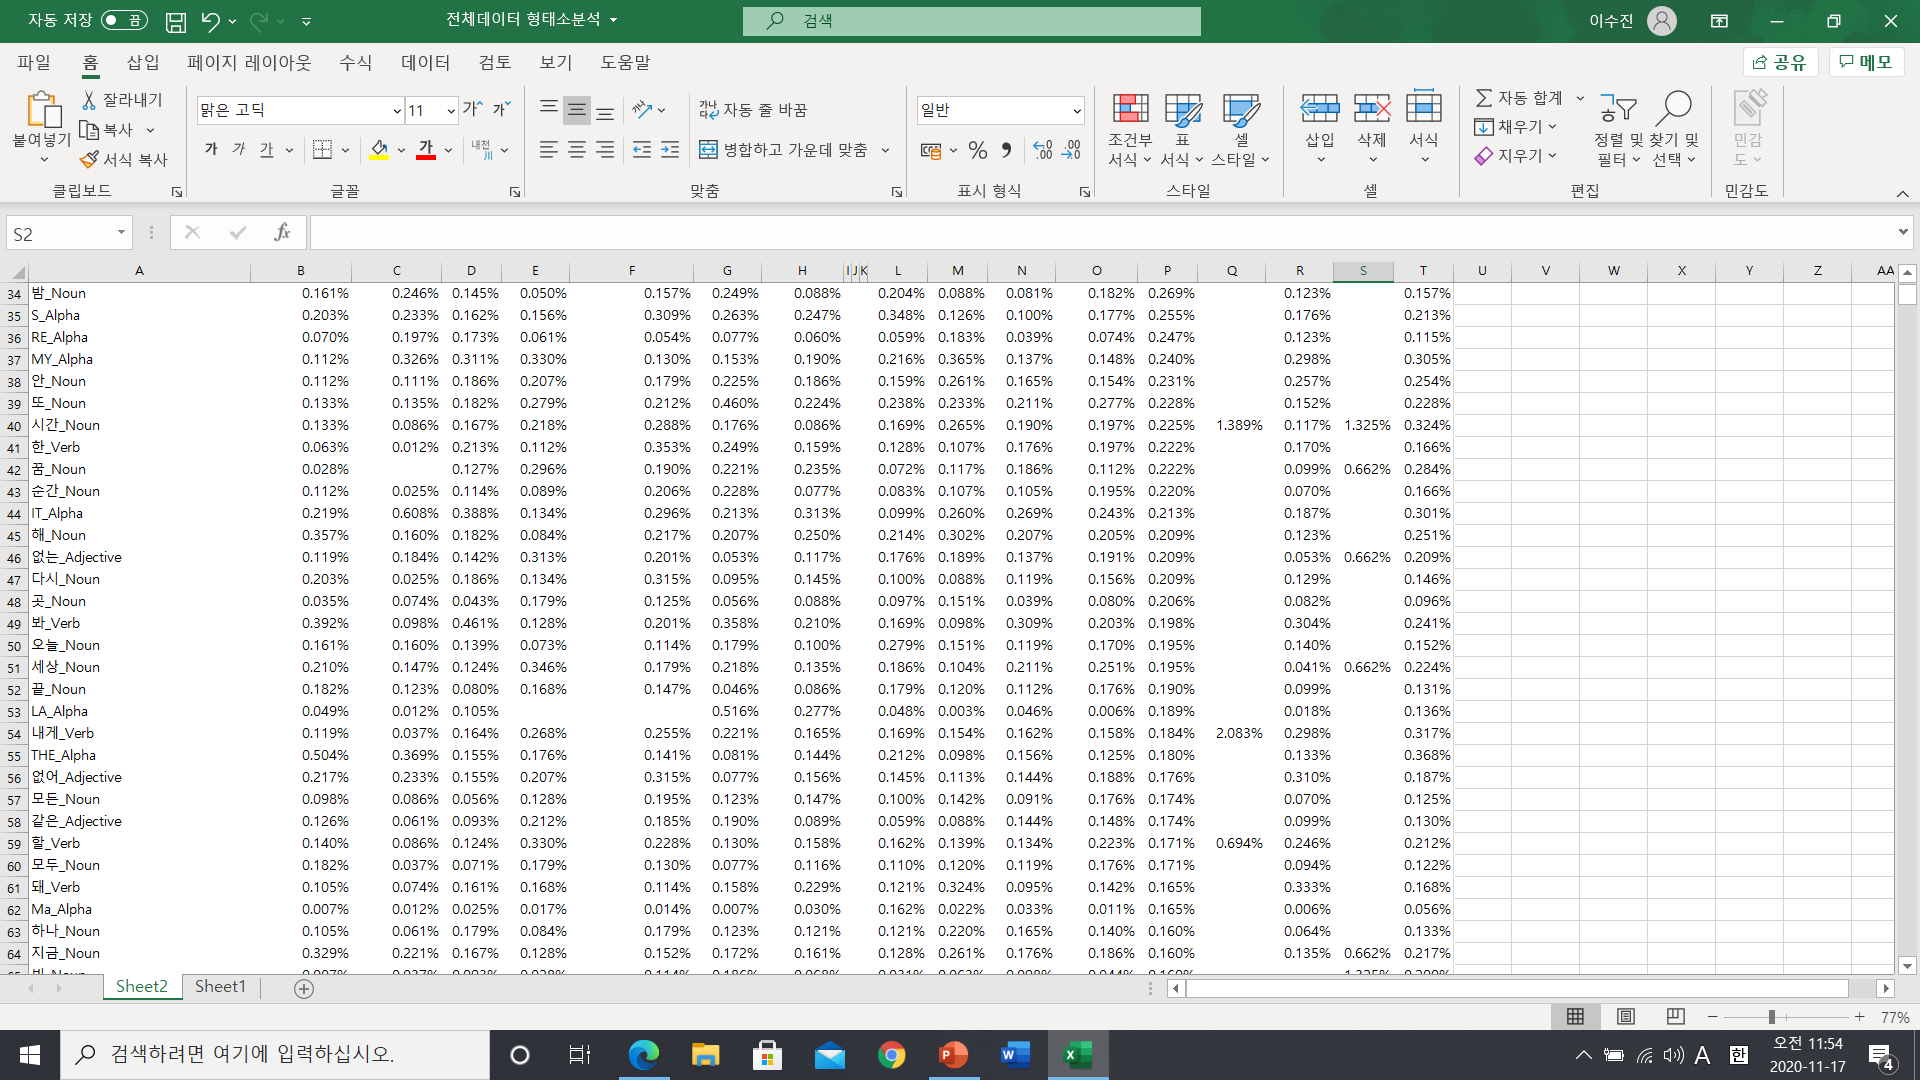 자동 저장 끔 전체데이터 형태소분석 검색 이수진
파일 홈 삽입 페이지 레이아웃 수식 데이터 검토 보기 도움말 공유 메모
붙여넣기 잘라내기 복사 서식 복사 클립보드
맑은 고딕 11 가 가
가 가 가 가 내천 글꼴
자동 줄 바꿈
병합하고 가운데 맞춤 맞춤
일반
% 표시 형식
조건부 서식 표 서식 셀 스타일 스타일
삽입 삭제 서식 셀
자동 합계 채우기 지우기 정렬 및 필터 찾기 및 선택 편집
민감도 민감도
S2 fx
A B C D E F G H I J K L M N O P Q R S T U V W X Y Z AA
34 밤_Noun 0.161% 0.246% 0.145% 0.050% 0.157% 0.249% 0.088% 0.204% 0.088% 0.081% 0.182% 0.269% 0.123% 0.157%
35 S_Alpha 0.203% 0.233% 0.162% 0.156% 0.309% 0.263% 0.247% 0.348% 0.126% 0.100% 0.177% 0.255% 0.176% 0.213%
36 RE_Alpha 0.070% 0.197% 0.173% 0.061% 0.054% 0.077% 0.060% 0.059% 0.183% 0.039% 0.074% 0.247% 0.123% 0.115%
37 MY_Alpha 0.112% 0.326% 0.311% 0.330% 0.130% 0.153% 0.190% 0.216% 0.365% 0.137% 0.148% 0.240% 0.298% 0.305%
38 안_Noun 0.112% 0.111% 0.186% 0.207% 0.179% 0.225% 0.186% 0.159% 0.261% 0.165% 0.154% 0.231% 0.257% 0.254%
39 또_Noun 0.133% 0.135% 0.182% 0.279% 0.212% 0.460% 0.224% 0.238% 0.233% 0.211% 0.277% 0.228% 0.152% 0.228%
40 시간_Noun 0.133% 0.086% 0.167% 0.218% 0.288% 0.176% 0.086% 0.169% 0.265% 0.190% 0.197% 0.225% 1.389% 0.117% 1.325% 0.324%
41 한_Verb 0.063% 0.012% 0.213% 0.112% 0.353% 0.249% 0.159% 0.128% 0.107% 0.176% 0.197% 0.222% 0.170% 0.166%
42 꿈_Noun 0.028% 0.127% 0.296% 0.190% 0.221% 0.235% 0.072% 0.117% 0.186% 0.112% 0.222% 0.099% 0.662% 0.284%
43 순간_Noun 0.112% 0.025% 0.114% 0.089% 0.206% 0.228% 0.077% 0.083% 0.107% 0.105% 0.195% 0.220% 0.070% 0.166%
44 IT_Alpha 0.219% 0.608% 0.388% 0.134% 0.296% 0.213% 0.313% 0.099% 0.260% 0.269% 0.243% 0.213% 0.187% 0.301%
45 해_Noun 0.357% 0.160% 0.182% 0.084% 0.217% 0.207% 0.250% 0.214% 0.302% 0.207% 0.205% 0.209% 0.123% 0.251%
46 없는_Adjective 0.119% 0.184% 0.142% 0.313% 0.201% 0.053% 0.117% 0.176% 0.189% 0.137% 0.191% 0.209% 0.053% 0.662% 0.209%
47 다시_Noun 0.203% 0.025% 0.186% 0.134% 0.315% 0.095% 0.145% 0.100% 0.088% 0.119% 0.156% 0.209% 0.129% 0.146%
48 곳_Noun 0.035% 0.074% 0.043% 0.179% 0.125% 0.056% 0.088% 0.097% 0.151% 0.039% 0.080% 0.206% 0.082% 0.096%
49 봐_Verb 0.392% 0.098% 0.461% 0.128% 0.201% 0.358% 0.210% 0.169% 0.098% 0.309% 0.203% 0.198% 0.304% 0.241%
50 오늘_Noun 0.161% 0.160% 0.139% 0.073% 0.114% 0.179% 0.100% 0.279% 0.151% 0.119% 0.170% 0.195% 0.140% 0.152%
51 세상_Noun 0.210% 0.147% 0.124% 0.346% 0.179% 0.218% 0.135% 0.186% 0.104% 0.211% 0.251% 0.195% 0.041% 0.662% 0.224%
52 끝_Noun 0.182% 0.123% 0.080% 0.168% 0.147% 0.046% 0.086% 0.179% 0.120% 0.112% 0.176% 0.190% 0.099% 0.131%
53 LA_Alpha 0.049% 0.012% 0.105% 0.516% 0.277% 0.048% 0.003% 0.046% 0.006% 0.189% 0.018% 0.136%
54 내게_Verb 0.119% 0.037% 0.164% 0.268% 0.255% 0.221% 0.165% 0.169% 0.154% 0.162% 0.158% 0.184% 2.083% 0.298% 0.317%
55 THE_Alpha 0.504% 0.369% 0.155% 0.176% 0.141% 0.081% 0.144% 0.212% 0.098% 0.156% 0.125% 0.180% 0.133% 0.368%
56 없어_Adjective 0.217% 0.233% 0.155% 0.207% 0.315% 0.077% 0.156% 0.145% 0.113% 0.144% 0.188% 0.176% 0.310% 0.187%
57 모든_Noun 0.098% 0.086% 0.056% 0.128% 0.195% 0.123% 0.147% 0.100% 0.142% 0.091% 0.176% 0.174% 0.070% 0.125%
58 같은_Adjective 0.126% 0.061% 0.093% 0.212% 0.185% 0.190% 0.089% 0.059% 0.088% 0.144% 0.148% 0.174% 0.099% 0.130%
59 할_Verb 0.140% 0.086% 0.124% 0.330% 0.228% 0.130% 0.158% 0.162% 0.139% 0.134% 0.223% 0.171% 0.694% 0.246% 0.212%
60 모두_Noun 0.182% 0.037% 0.071% 0.179% 0.130% 0.077% 0.116% 0.110% 0.120% 0.119% 0.176% 0.171% 0.094% 0.122%
61 돼_Verb 0.105% 0.074% 0.161% 0.168% 0.114% 0.158% 0.229% 0.121% 0.324% 0.095% 0.142% 0.165% 0.333% 0.168%
62 Ma_Alpha 0.007% 0.012% 0.025% 0.017% 0.014% 0.007% 0.030% 0.162% 0.022% 0.033% 0.011% 0.165% 0.006% 0.056%
63 하나_Noun 0.105% 0.061% 0.179% 0.084% 0.179% 0.123% 0.121% 0.121% 0.220% 0.165% 0.140% 0.160% 0.064% 0.133%
64 지금_Noun 0.329% 0.221% 0.167% 0.128% 0.152% 0.172% 0.161% 0.128% 0.261% 0.176% 0.186% 0.160% 0.135% 0.662% 0.217%
Sheet2 Sheet1
77%
검색하려면 여기에 입력하십시오.
A 한 오전 11:54
2020-11-17 4